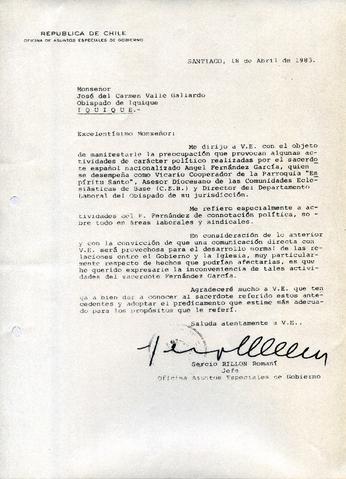 REPUBLICA DE CHILE
OFICINA DE ASUNTOS ESPECIALES DE GOBIERNO
SANTIAGO, 18 de Abril de 1983.
Monseñor
José del Carmen Valle Gallardo
Obispado de Iquique
I Q U I Q U E.-
Excelentísimo Monseñor:
Me dirijo a V.E. con el objeto
de manifestarle la preocupación que provocan algunas ac-
tividades de carácter político realizadas por el sacerdo
te español nacionalizado Angel Fernández García, quien
se desempeña como Vicario Cooperador de la Parroquia "Es
píritu Santo", Asesor Diocesano de las Comunidades Ecle-
siásticas de Base (C.E.B.) y Director del Departamento
Laboral del Obispado de su jurisdicción.
Me refiero especialmente a ac-
tividades del P. Fernández de connotación política, so-
bre todo en áreas laborales y sindicales.
En consideración de lo anterior
y con la convicción de que una comunicación directa con
V.E. será provechosa para el desarrollo normal de las re-
laciones entre el Gobierno y la Iglesia, muy particular-
mente respecto de hechos que podrían afectarlas, es que
he querido expresarle la inconveniencia de tales activi-
dades del sacerdote Fernández García.
Agradeceré mucho a V.E. que ten
ga a bien dar a conocer al sacerdote referido estos an-
tecedentes y adoptar el predicamento que estime más adecua-
do para los propósitos que le referí.
Saluda atentamente a V.E.,
Sergio RILLON Romaní
Jefe
Oficina Asuntos Especiales de Gobierno